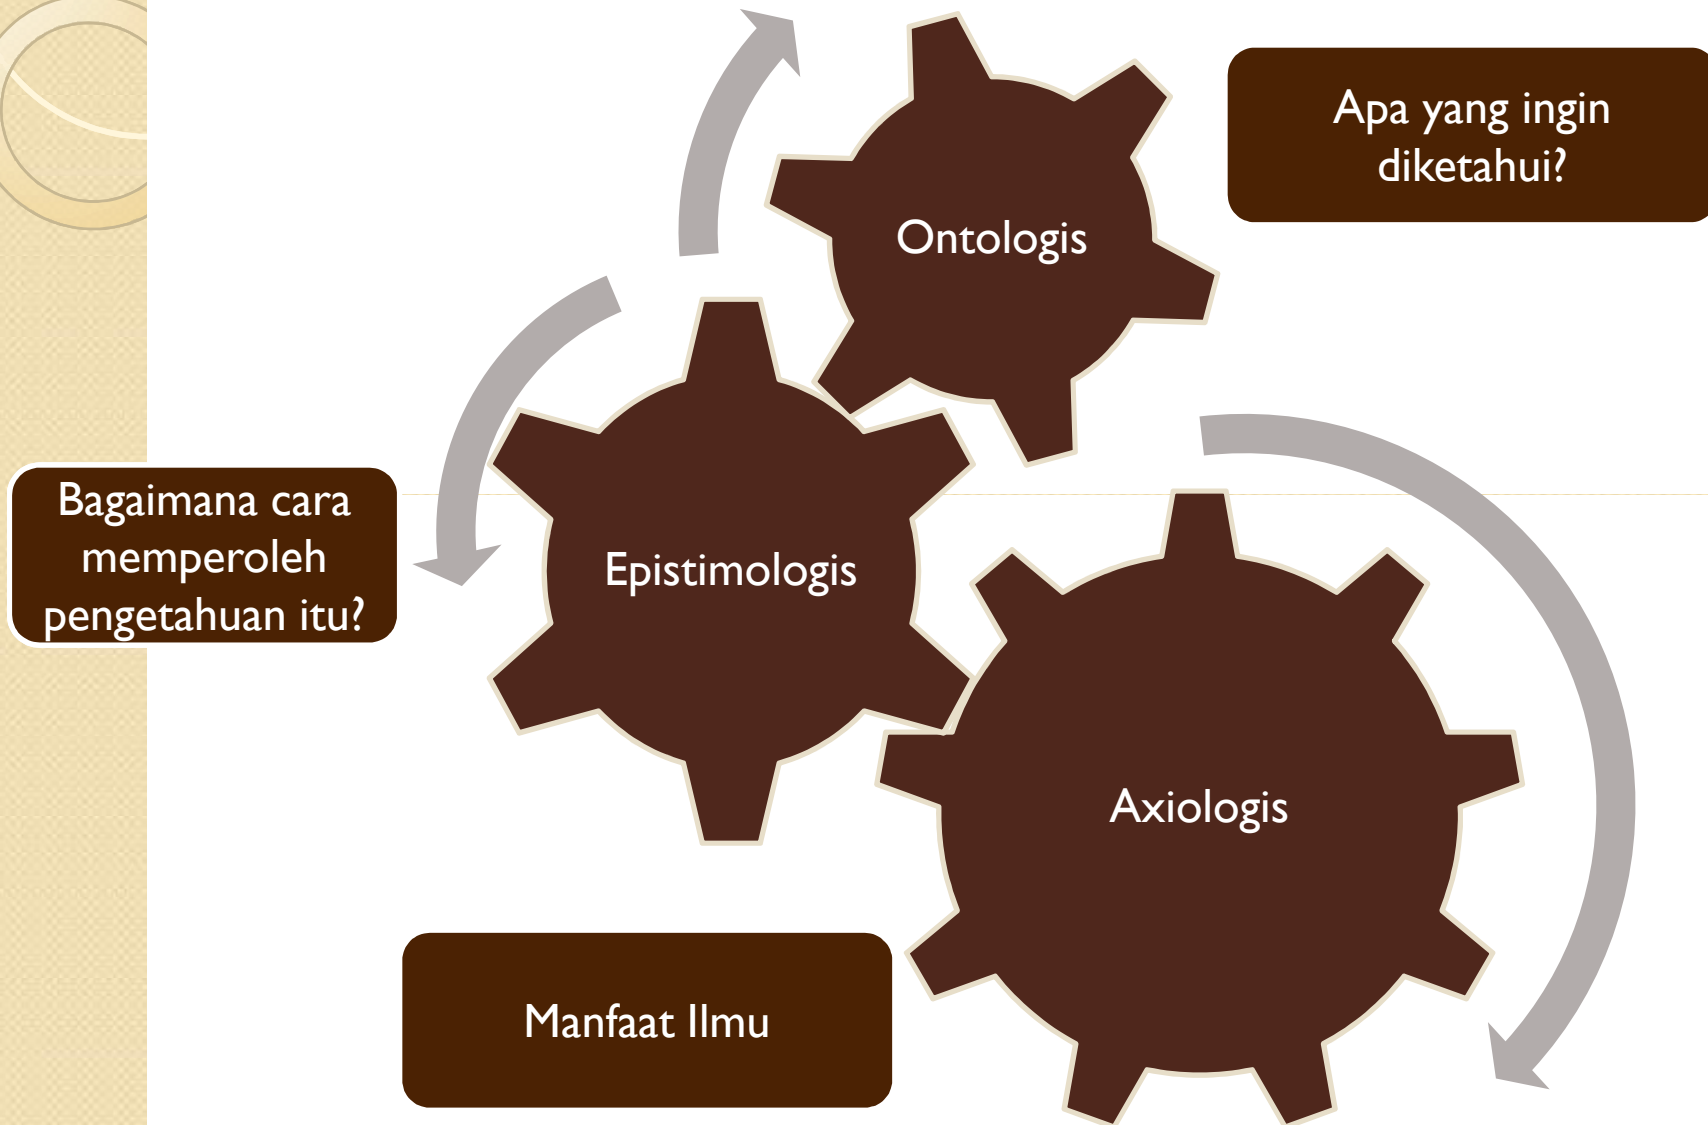 Apa yang ingin
diketahui?
Ontologis
Bagaimana cara
memperoleh
pengetahuan itu?
Epistimologis
Axiologis
Manfaat Ilmu